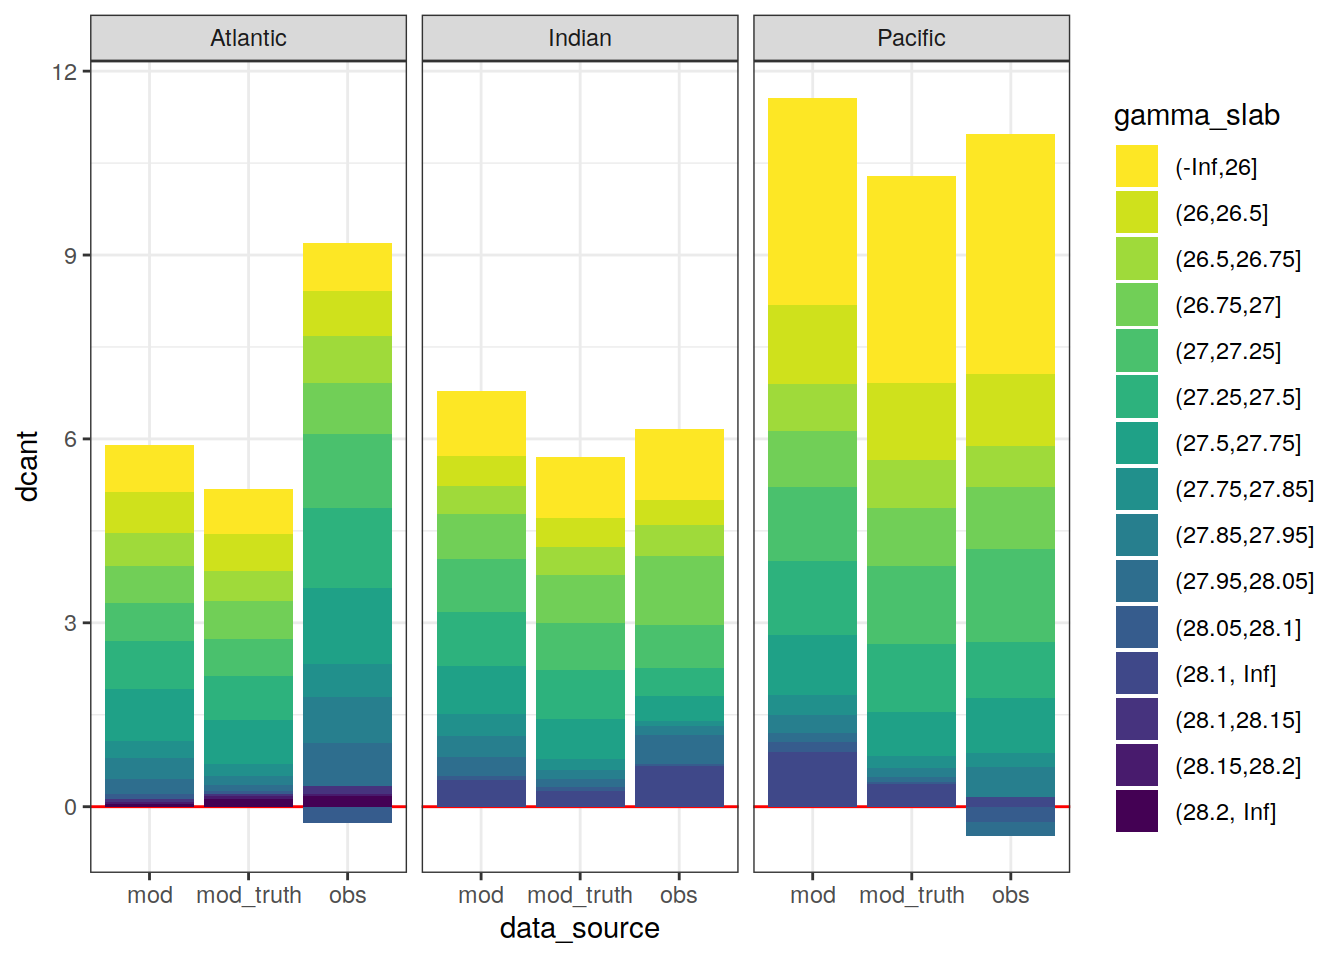 Atlantic
Indian
Pacific
12
9
6
3
0
dcant
mod
mod_truth
obs
mod
mod_truth
obs
mod
mod_truth
obs
data_source
gamma_slab
(-Inf,26]
(26,26.5]
(26.5,26.75]
(26.75,27]
(27,27.25]
(27.25,27.5]
(27.5,27.75]
(27.75,27.85]
(27.85,27.95]
(27.95,28.05]
(28.05,28.1]
(28.1, Inf]
(28.1,28.15]
(28.15,28.2]
(28.2, Inf]